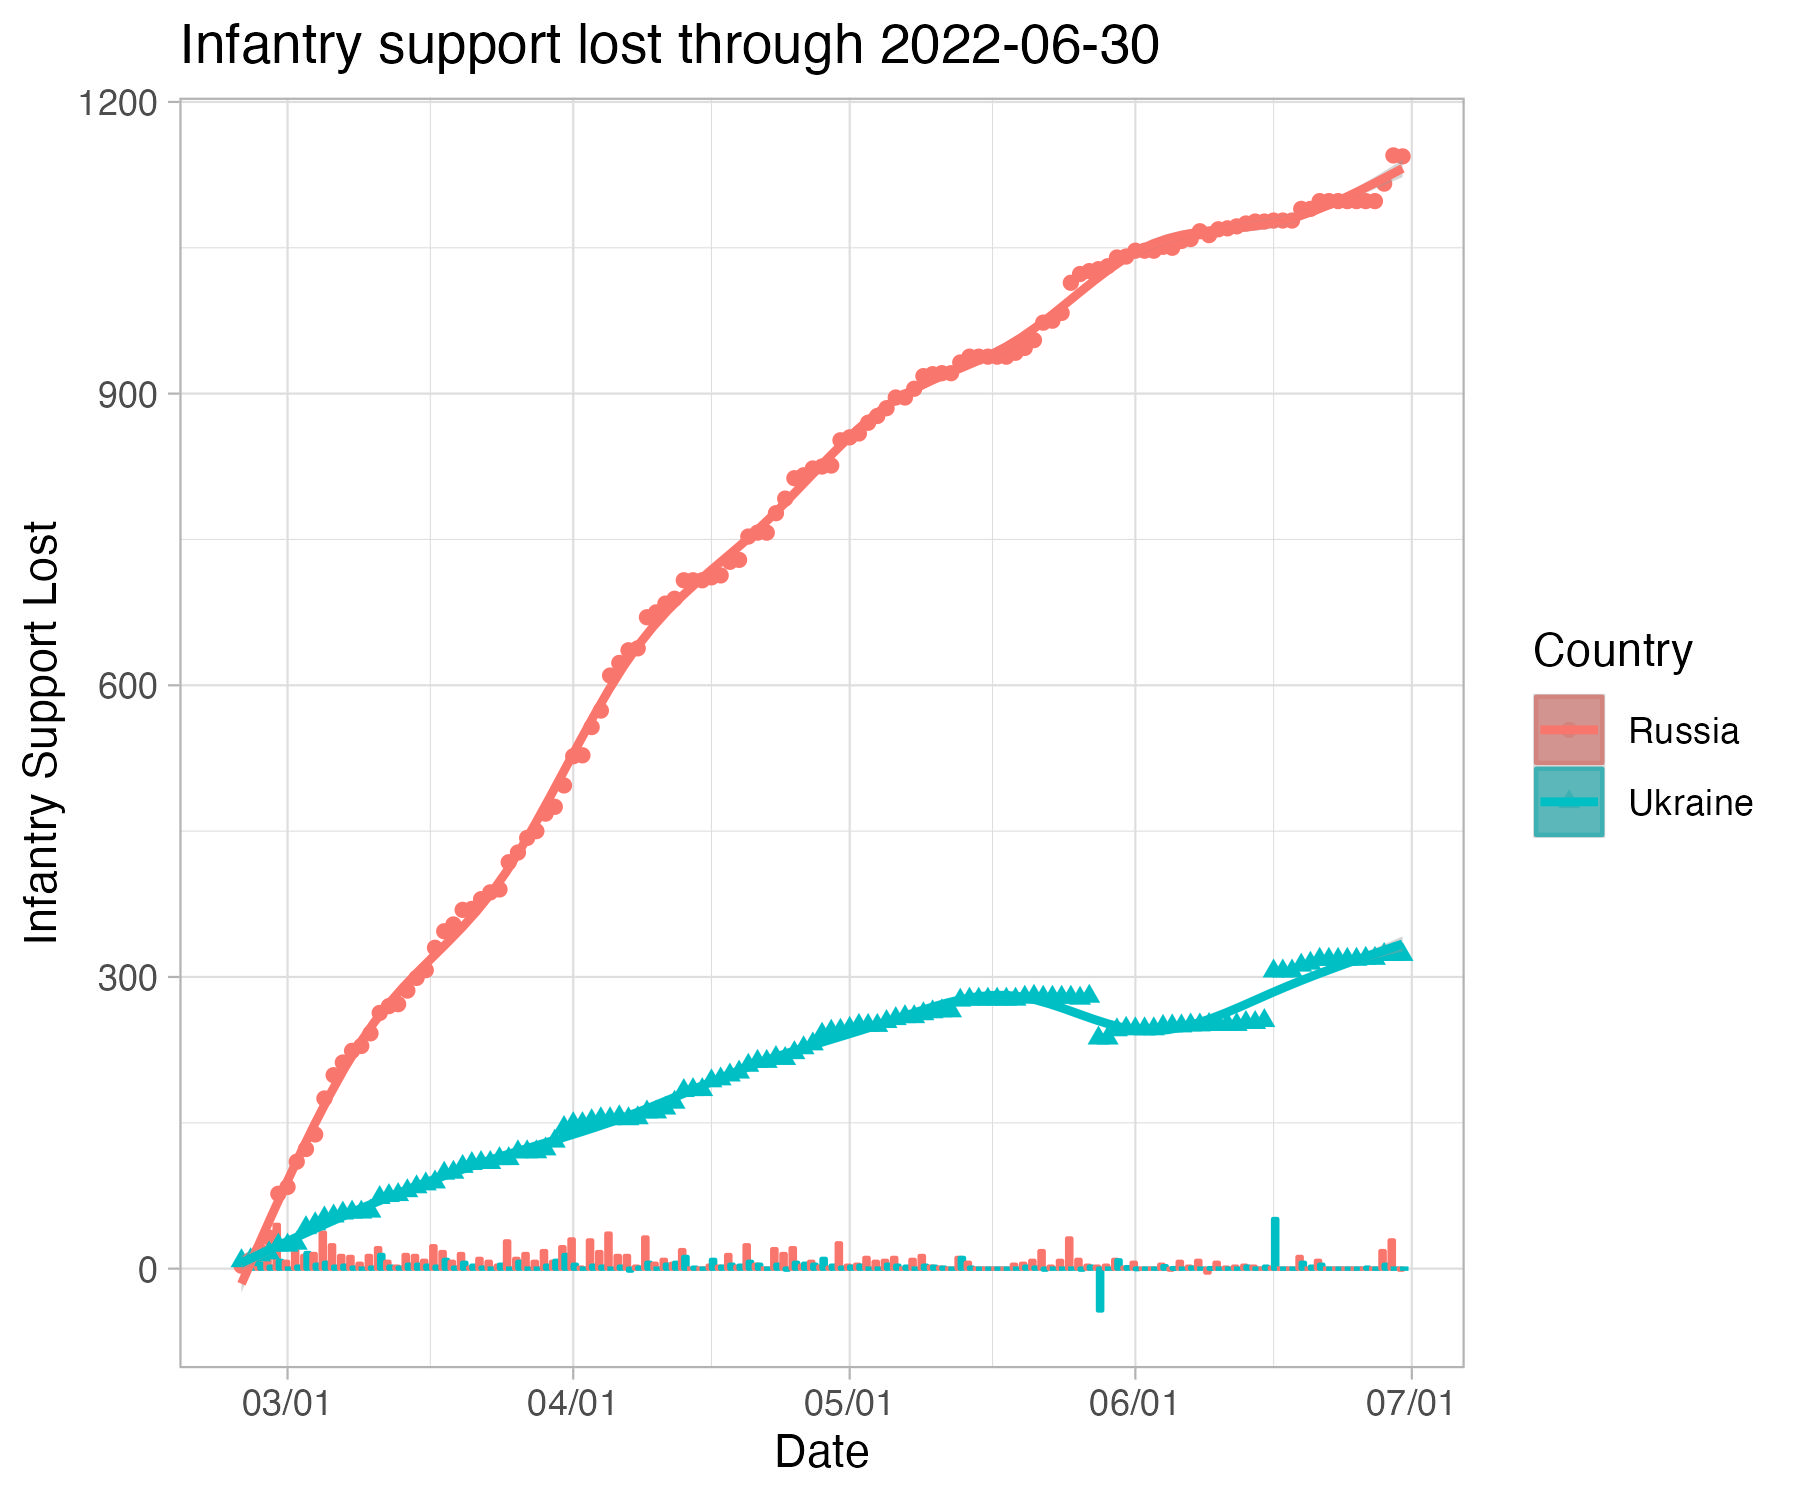 Infantry support lost through 2022-06-30
1200
900
600
300
0
Infantry Support Lost
03/01
04/01
05/01
06/01
07/01
Date
Country
Russia
Ukraine